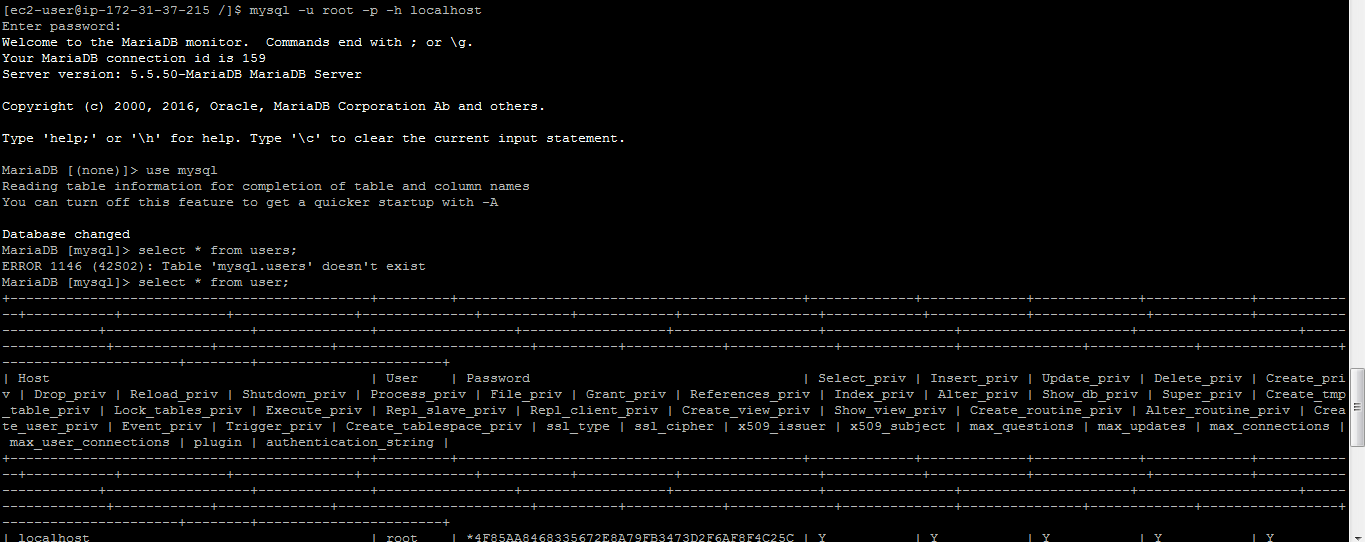 [ec2-user@ip-172-31-37-215 /]$ mysql -u root -p -h localhost
Enter password:
Welcome to the MariaDB monitor.  Commands end with ; or \g.
Your MariaDB connection id is 159
Server version: 5.5.50-MariaDB MariaDB Server
Copyright (c) 2000, 2016, Oracle, MariaDB Corporation Ab and others.
Type 'help;' or '\h' for help. Type '\c' to clear the current input statement.
MariaDB [(none)]> use mysql
Reading table information for completion of table and column names
You can turn off this feature to get a quicker startup with -A
Database changed
MariaDB [mysql]> select * from users;
ERROR 1146 (42S02): Table 'mysql.users' doesn't exist
MariaDB [mysql]> select * from user;
| Host | User | Password | Select_priv | Insert_priv | Update_priv | Delete_priv | Create_pri
v | Drop_priv | Reload_priv | Shutdown_priv | Process_priv | File_priv | Grant_priv | References_priv | Index_priv | Alter_priv | Show_db_priv | Super_priv | Create_tmp
_table_priv | Lock_tables_priv | Execute_priv | Repl_slave_priv | Repl_client_priv | Create_view_priv | Show_view_priv | Create_routine_priv | Alter_routine_priv | Crea
te_user_priv | Event_priv | Trigger_priv | Create_tablespace_priv | ssl_type | ssl_cipher | x509_issuer | x509_subject | max_questions | max_updates | max_connections |
max_user_connections | plugin | authentication_string |
| localhost | root | *4F85AA8468335672E8A79FB3473D2F6AF8F4C25C | Y | Y | Y | Y | Y